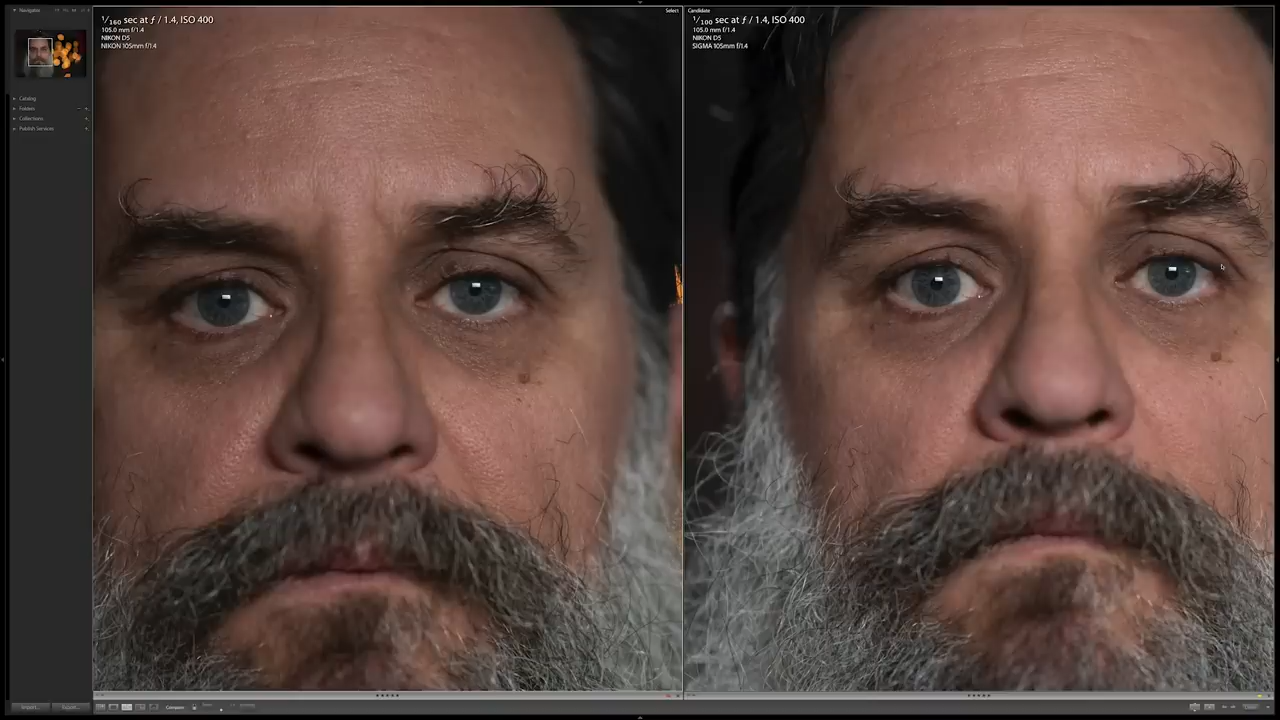 Navigator
Select
Candidate
1/160 sec at ƒ / 1.4, ISO 400
105.0 mm f/1.4
NIKON D5
NIKON 105mm f/1.4
1/100 sec at ƒ / 1.4, ISO 400
105.0 mm f/1.4
NIKON D5
SIGMA 105mm f/1.4
Catalog
Folders
Collections
Publish Services
Import...
Export...
Compare